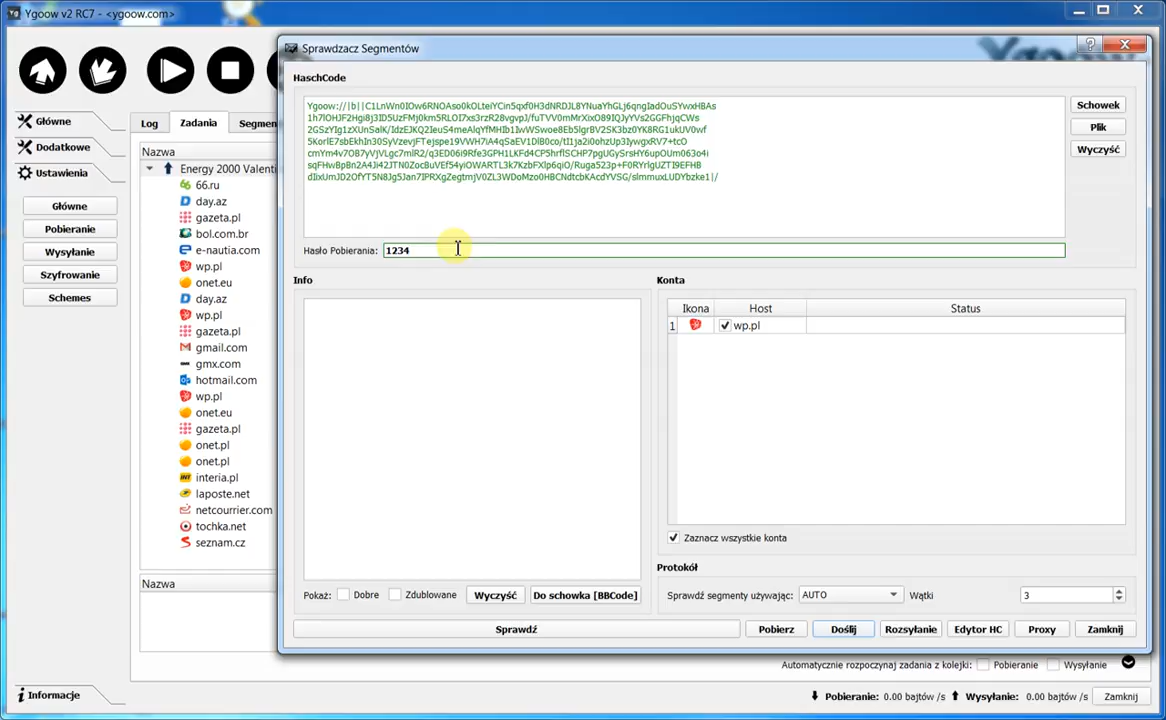 Ygoow v2 RC7 - <ygoow.com>
Główne
Dodatkowe
Ustawienia
Główne
Pobieranie
Wysyłanie
Szyfrowanie
Schemes
Informacje
Log
Zadania
Segmen
Nazwa
Energy 2000 Valenti
66.ru
day.az
gazeta.pl
bol.com.br
e-nautia.com
wp.pl
onet.eu
day.az
wp.pl
gazeta.pl
gmail.com
gmx.com
hotmail.com
wp.pl
onet.eu
gazeta.pl
onet.pl
onet.pl
interia.pl
laposte.net
netcourrier.com
tochka.net
seznam.cz
Nazwa
Sprawdzacz Segmentów
HaschCode
Schowek
Plik
Wyczyść
Hasło Pobierania: 1234
Info
Pokaż: Dobre Zdublowane Wyczyść Do schowka [BBCode]
Konta
Ikona Host Status
1 wp.pl
Zaznacz wszystkie konta
Protokół
Sprawdź segmenty używając: AUTO Wątki 3
Sprawdź Pobierz Doślij Rozsyłanie Edytor HC Proxy Zamknij
Automatycznie rozpoczynaj zadania z kolejki: Pobieranie Wysyłanie
Pobieranie: 0.00 bajtów /s Wysyłanie: 0.00 bajtów /s Zamknij